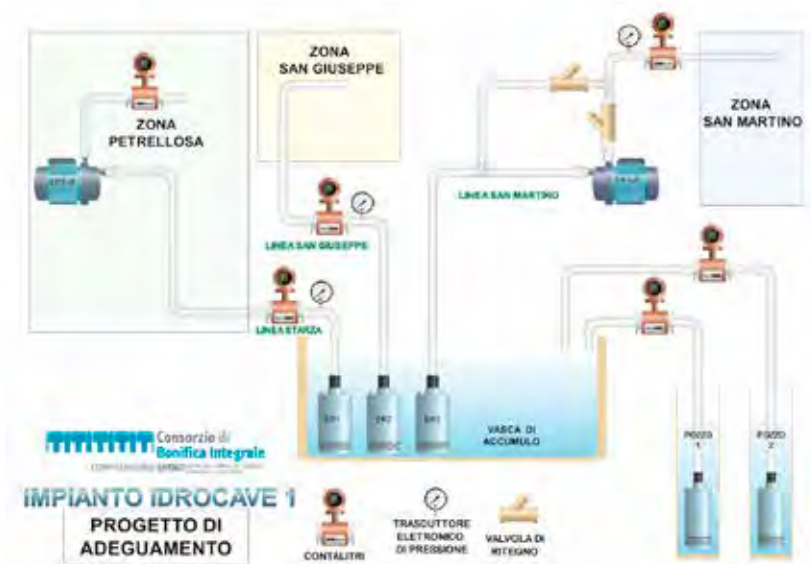 ZONA
PETRELLOSA
ZONA
SAN GIUSEPPE
ZONA
SAN MARTINO
LINEA SAN MARTINO
LINEA SAN GIUSEPPE
LINEA STARZA
VASCA DI
ACCUMULO
POZZO
1
POZZO
2
Consorzio di
Bonifica Integrale
IMPIANTO IDROCAVE 1
PROGETTO DI
ADEGUAMENTO
CONTALITRI
TRASDUTTORE
ELETRONICO
DI PRESSIONE
VALVOLA DI
RITEGNO